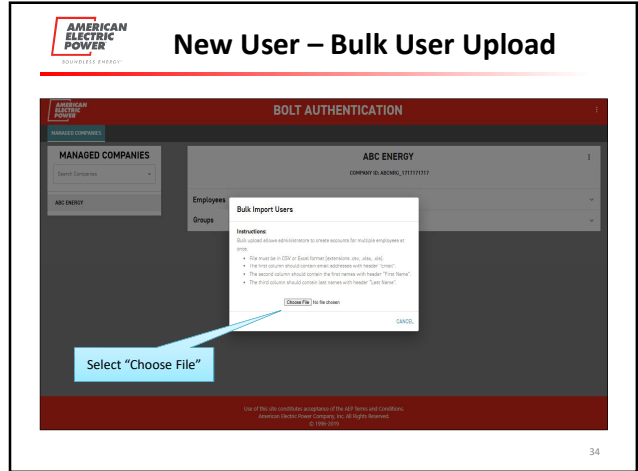 AMERICAN
ELECTRIC
POWER
BOUNDLESS ENERGY
New User – Bulk User Upload
AMERICAN
ELECTRIC
POWER
BOLT AUTHENTICATION
MANAGED COMPANIES
MANAGED COMPANIES
Search Companies
ABC ENERGY
ABC ENERGY
COMPANY ID: ABCNRG_1717171717
Employees
Groups
Bulk Import Users
Instructions:
Bulk upload allows administrators to create accounts for multiple employees at
once.
• File must be in CSV or Excel format (extensions .csv, .xlsx, .xls).
• The first column should contain email addresses with header "Email".
• The second column should contain the first names with header "First Name".
• The third column should contain last names with header "Last Name".
Choose File No file chosen
CANCEL
Select “Choose File”
Use of this site constitutes acceptance of the AEP Terms and Conditions.
American Electric Power Company, Inc. All Rights Reserved.
© 1996-2019
34